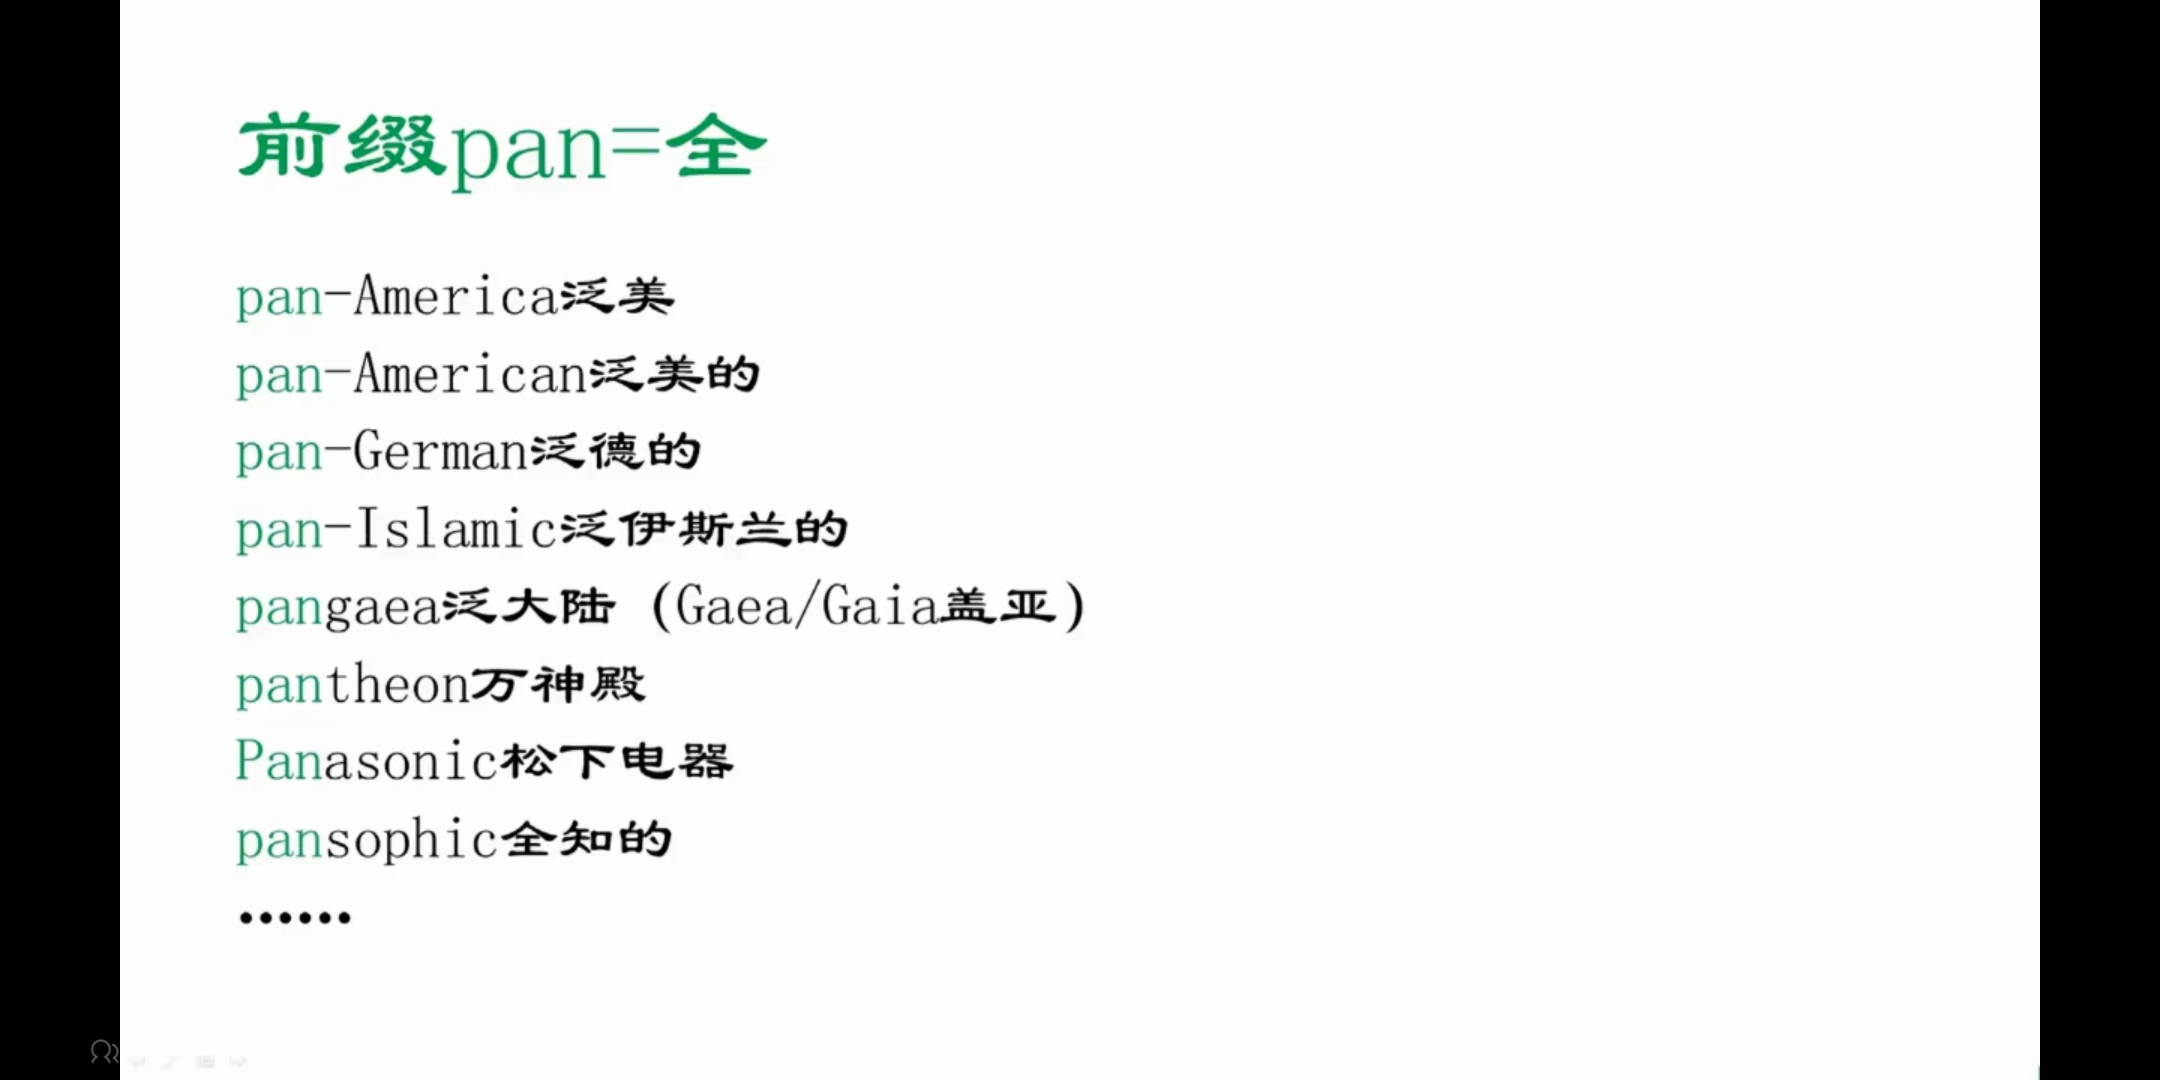 前缀pan=全
pan-America泛美
pan-American泛美的
pan-German泛德的
pan-Islamic泛伊斯兰的
pangaea泛大陆（Gaea/Gaia盖亚）
pantheon万神殿
Panasonic松下电器
pansophic全知的
……